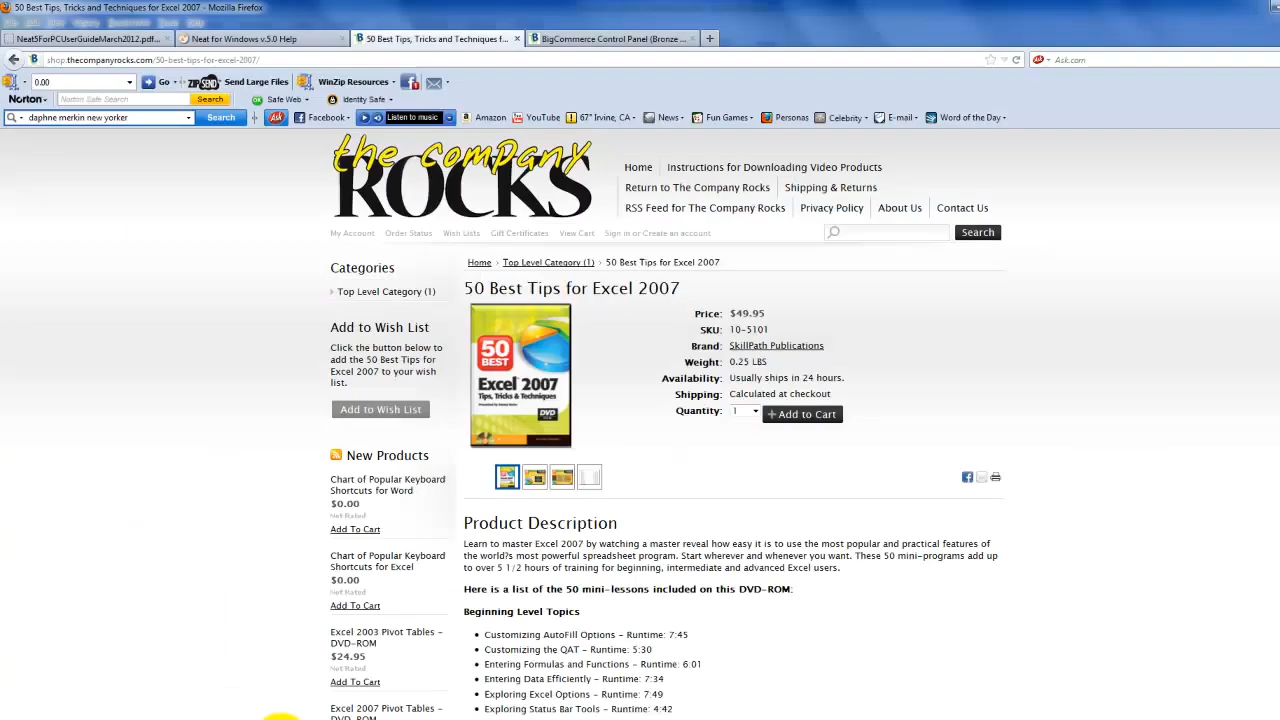 50 Best Tips, Tricks and Techniques for Excel 2007 - Mozilla Firefox
Neat5ForPCUserGuideMarch2012.pdf... × Neat for Windows v.5.0 Help × 50 Best Tips, Tricks and Techniques f... × BigCommerce Control Panel (Bronze ... × +
shop.thecompanyrocks.com/50-best-tips-for-excel-2007/ Ask.com
0.00 Go ZIP SEND Send Large Files WinZip Resources
Norton Norton Safe Search Search Safe Web Identity Safe
daphne merkin new yorker Search Ask Facebook Listen to music Amazon YouTube 67° Irvine, CA News Fun Games Personas Celebrity E-mail Word of the Day
the company
ROCKS
Home Instructions for Downloading Video Products
Return to The Company Rocks Shipping & Returns
RSS Feed for The Company Rocks Privacy Policy About Us Contact Us
My Account Order Status Wish Lists Gift Certificates View Cart Sign in or Create an account Search
Categories
Top Level Category (1)
Add to Wish List
Click the button below to
add the 50 Best Tips for
Excel 2007 to your wish
list.
Add to Wish List
New Products
Chart of Popular Keyboard
Shortcuts for Word
$0.00
Not Rated
Add To Cart
Chart of Popular Keyboard
Shortcuts for Excel
$0.00
Not Rated
Add To Cart
Excel 2003 Pivot Tables -
DVD-ROM
$24.95
Not Rated
Add To Cart
Excel 2007 Pivot Tables -
DVD-ROM
Home › Top Level Category (1) › 50 Best Tips for Excel 2007
50 Best Tips for Excel 2007
50
BEST
Excel 2007
Tips, Tricks & Techniques
DVD
Price: $49.95
SKU: 10-5101
Brand: SkillPath Publications
Weight: 0.25 LBS
Availability: Usually ships in 24 hours.
Shipping: Calculated at checkout
Quantity: 1 + Add to Cart
Product Description
Learn to master Excel 2007 by watching a master reveal how easy it is to use the most popular and practical features of
the world?s most powerful spreadsheet program. Start wherever and whenever you want. These 50 mini-programs add up
to over 5 1/2 hours of training for beginning, intermediate and advanced Excel users.
Here is a list of the 50 mini-lessons included on this DVD-ROM:
Beginning Level Topics
• Customizing AutoFill Options - Runtime: 7:45
• Customizing the QAT - Runtime: 5:30
• Entering Formulas and Functions - Runtime: 6:01
• Entering Data Efficiently - Runtime: 7:34
• Exploring Excel Options - Runtime: 7:49
• Exploring Status Bar Tools - Runtime: 4:42